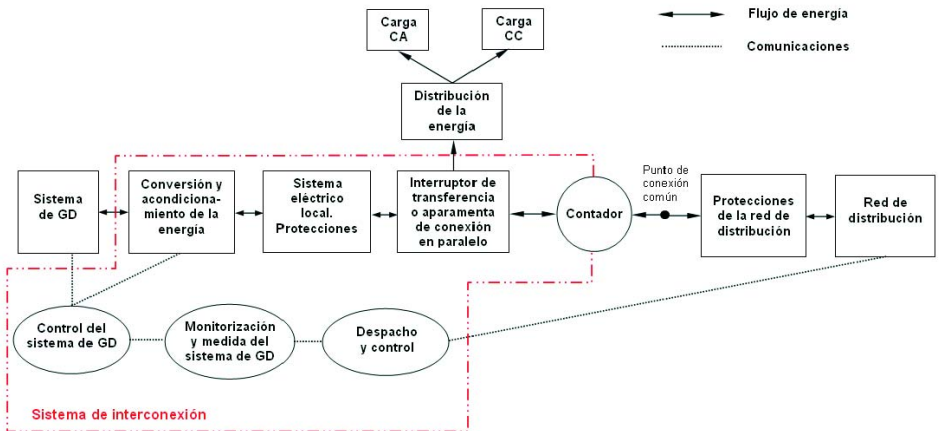 Carga
CA
Carga
CC
Flujo de energía
Comunicaciones
Distribución
de la
energía
Sistema
de GD
Conversión y
acondiciona-
miento de la
energía
Sistema
eléctrico
local.
Protecciones
Interruptor de
transferencia
o aparamenta
de conexión
en paralelo
Contador
Punto de
conexión
común
Protecciones
de la red de
distribución
Red de
distribución
Control del
sistema de GD
Monitorización
y medida del
sistema de GD
Despacho
y control
Sistema de interconexión